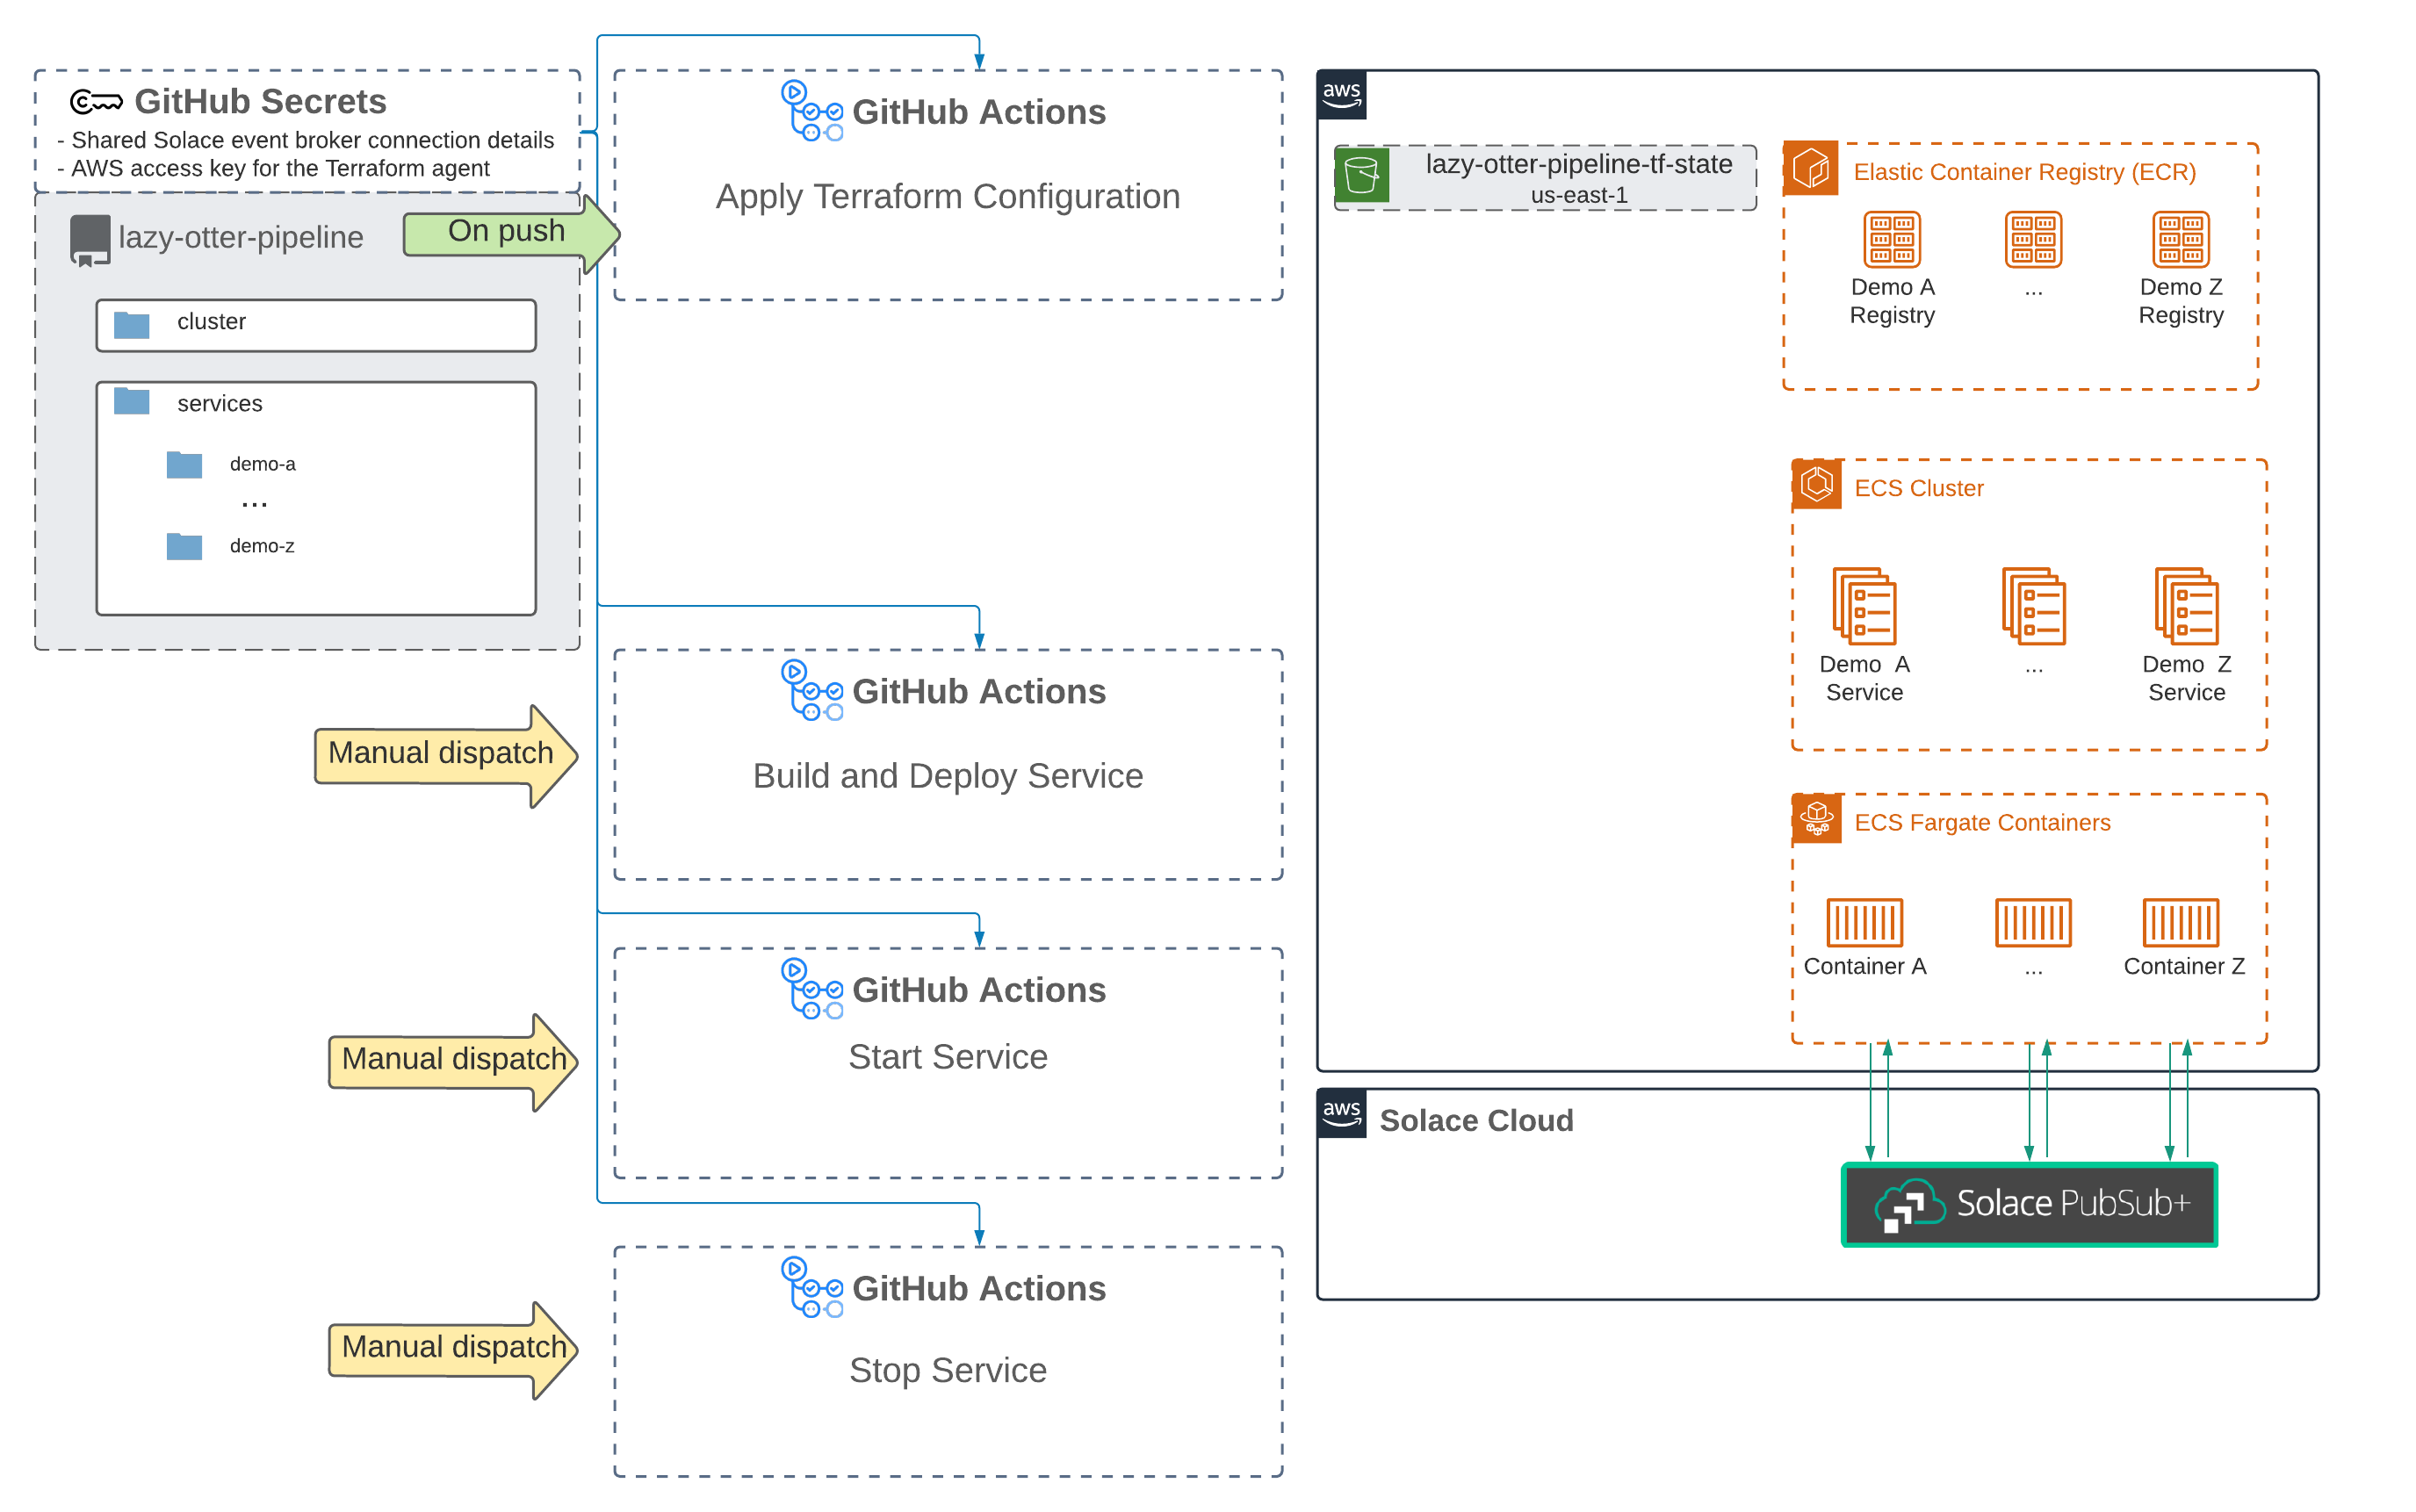 GitHub Secrets
- Shared Solace event broker connection details
- AWS access key for the Terraform agent
lazy-otter-pipeline
On push
cluster
services
demo-a
...
demo-z
Manual dispatch
Manual dispatch
Manual dispatch
GitHub Actions
Apply Terraform Configuration
GitHub Actions
Build and Deploy Service
GitHub Actions
Start Service
GitHub Actions
Stop Service
aws
lazy-otter-pipeline-tf-state
us-east-1
Elastic Container Registry (ECR)
Demo A
Registry
...
Demo Z
Registry
ECS Cluster
Demo A
Service
...
Demo Z
Service
ECS Fargate Containers
Container A
...
Container Z
aws
Solace Cloud
Solace PubSub+